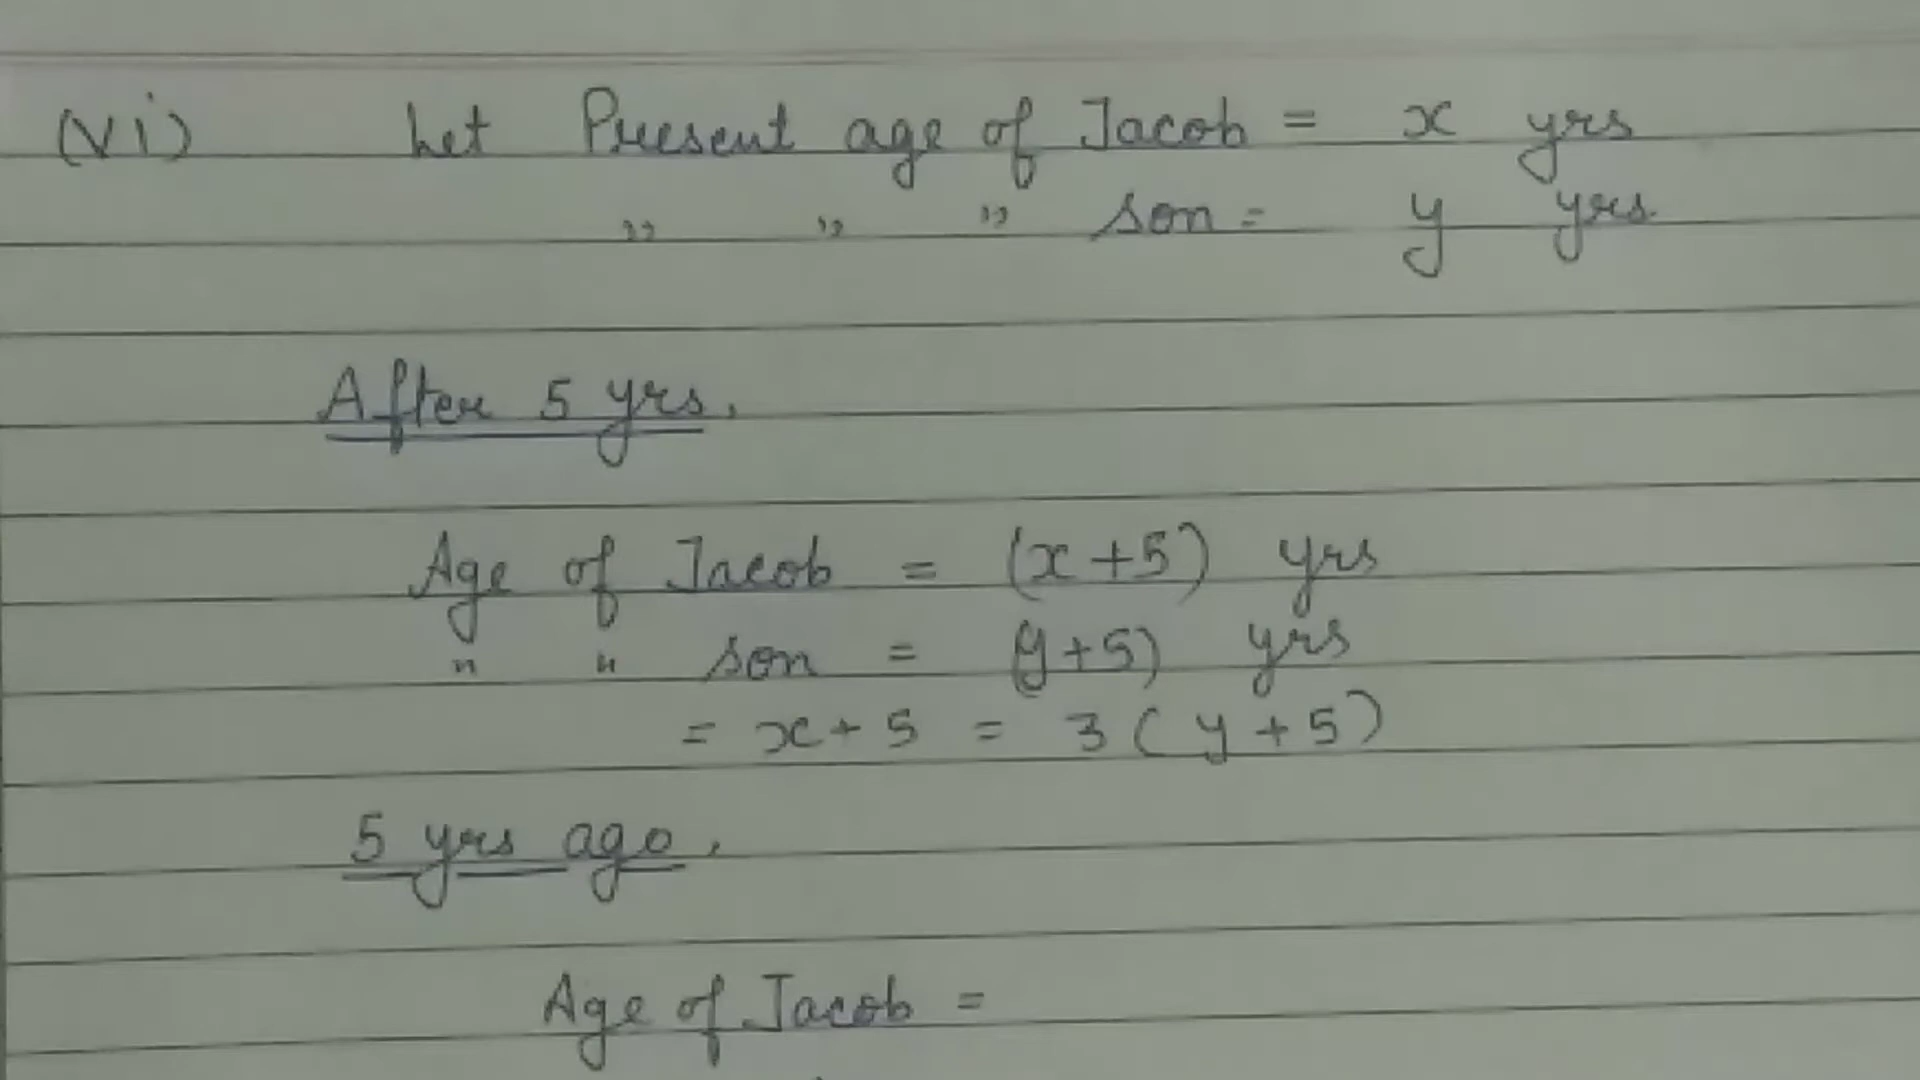 (vi) Let Present age of Jacob = x yrs
" " " son = y yrs.
After 5 yrs,
Age of Jacob = (x+5) yrs
" " son = (y+5) yrs
= x+5 = 3(y+5)
5 yrs ago,
Age of Jacob =